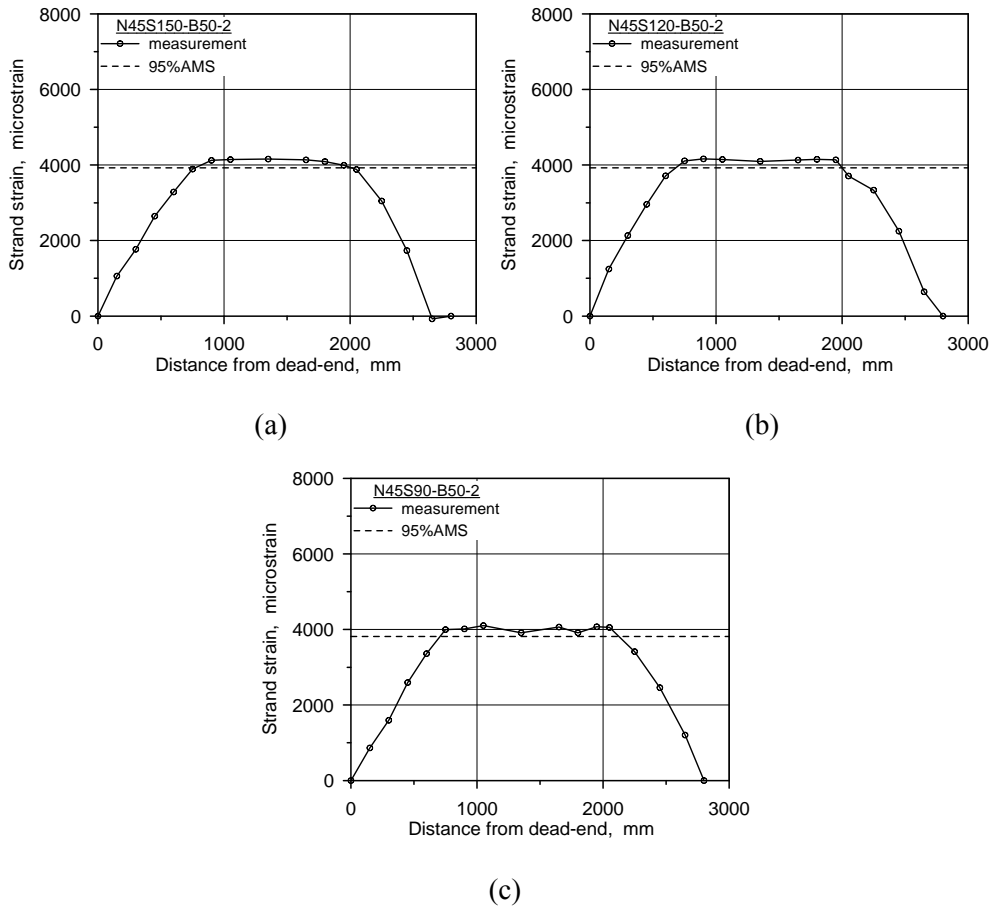 8000
6000
4000
2000
0
N45S150-B50-2
measurement
95%AMS
Strand strain, microstrain
0
1000
2000
3000
Distance from dead-end, mm
(a)
8000
6000
4000
2000
0
N45S120-B50-2
measurement
95%AMS
Strand strain, microstrain
0
1000
2000
3000
Distance from dead-end, mm
(b)
8000
6000
4000
2000
0
N45S90-B50-2
measurement
95%AMS
Strand strain, microstrain
0
1000
2000
3000
Distance from dead-end, mm
(c)